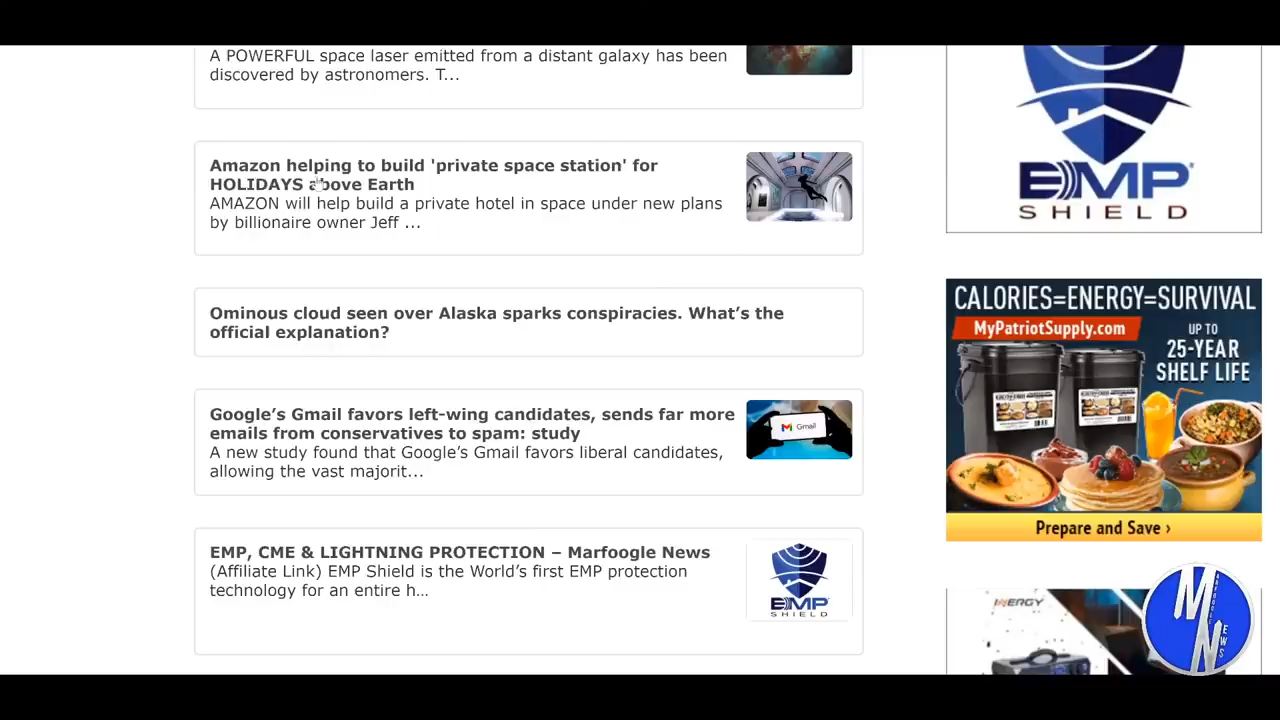 A POWERFUL space laser emitted from a distant galaxy has been
discovered by astronomers. T...
Amazon helping to build 'private space station' for
HOLIDAYS above Earth
AMAZON will help build a private hotel in space under new plans
by billionaire owner Jeff ...
Ominous cloud seen over Alaska sparks conspiracies. What’s the
official explanation?
Google’s Gmail favors left-wing candidates, sends far more
emails from conservatives to spam: study
A new study found that Google’s Gmail favors liberal candidates,
allowing the vast majorit...
Gmail
EMP, CME & LIGHTNING PROTECTION – Marfoogle News
(Affiliate Link) EMP Shield is the World’s first EMP protection
technology for an entire h...
EMP
SHIELD
EMP
SHIELD
CALORIES=ENERGY=SURVIVAL
MyPatriotSupply.com
UP TO
25-YEAR
SHELF LIFE
Prepare and Save ›
INERGY
MARFOOGLE
NEWS